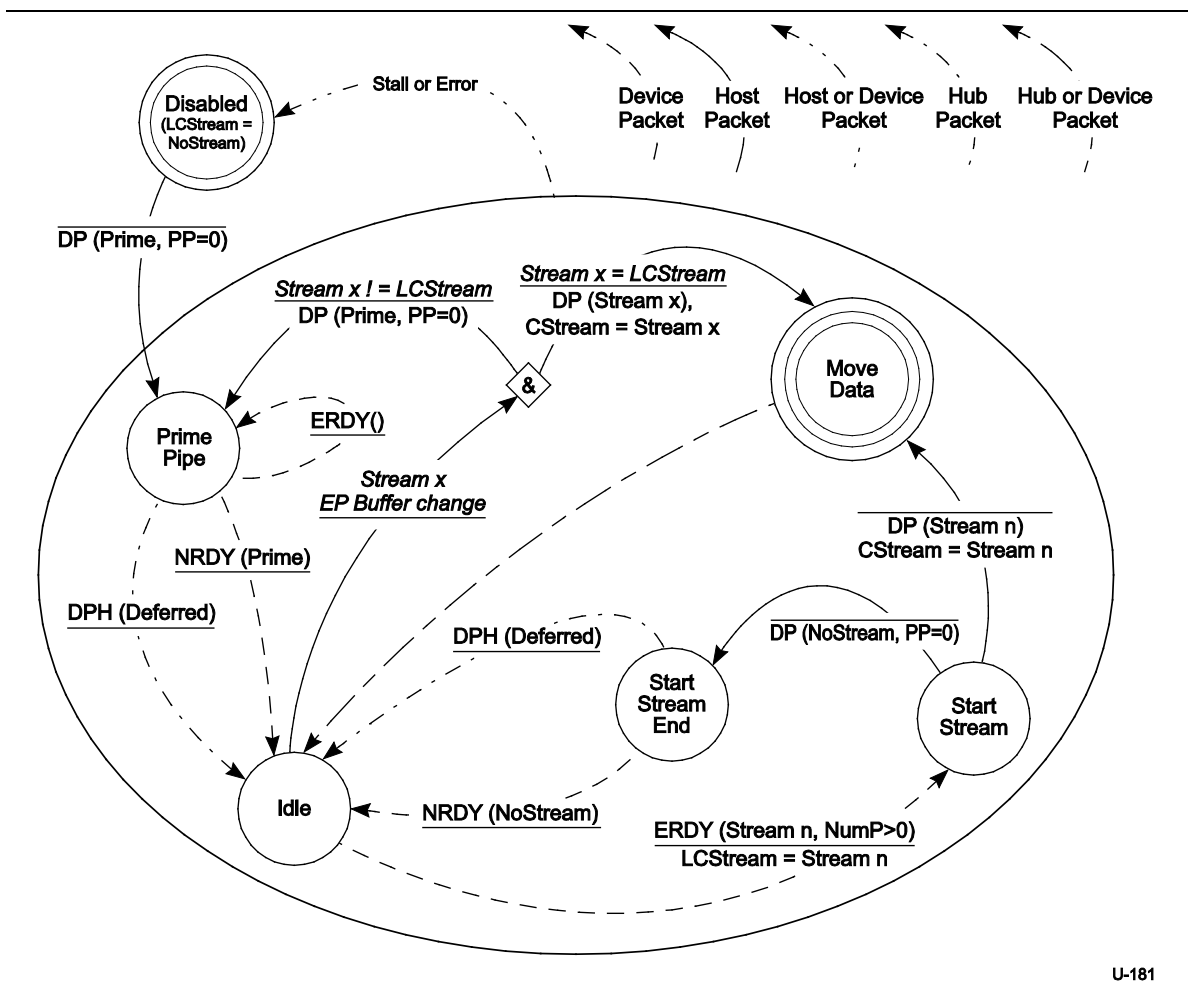 Disabled
(LCStream =
NoStream)
Stall or Error
Device
Packet
Host
Packet
Host or Device
Packet
Hub
Packet
Hub or Device
Packet
DP (Prime, PP=0)
Stream x ! = LCStream
DP (Prime, PP=0)
Stream x = LCStream
DP (Stream x),
CStream = Stream x
&
Move
Data
Prime
Pipe
ERDY()
Stream x
EP Buffer change
NRDY (Prime)
DPH (Deferred)
DP (Stream n)
CStream = Stream n
DPH (Deferred)
DP (NoStream, PP=0)
Start
Stream
End
Start
Stream
Idle
NRDY (NoStream)
ERDY (Stream n, NumP>0)
LCStream = Stream n
U-181